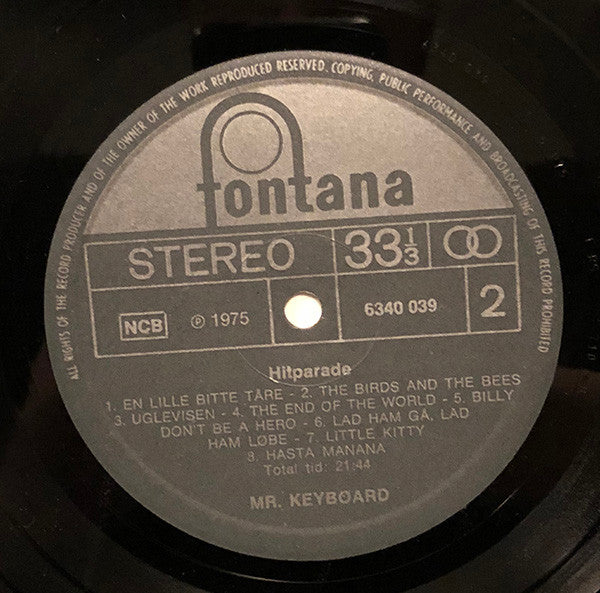 ALL RIGHTS OF THE RECORD PRODUCER AND OF THE OWNER OF THE WORK REPRODUCED RESERVED. COPYING, PUBLIC PERFORMANCE AND BROADCASTING OF THIS RECORD PROHIBITED
fontana
STEREO 33 1/3
NCB ℗ 1975 6340 039 2
Hitparade
1. EN LILLE BITTE TÅRE - 2. THE BIRDS AND THE BEES
3. UGLEVISEN - 4. THE END OF THE WORLD - 5. BILLY
DON'T BE A HERO - 6. LAD HAM GÅ, LAD
HAM LØBE - 7. LITTLE KITTY
8. HASTA MANANA
Total tid: 21:44
MR. KEYBOARD